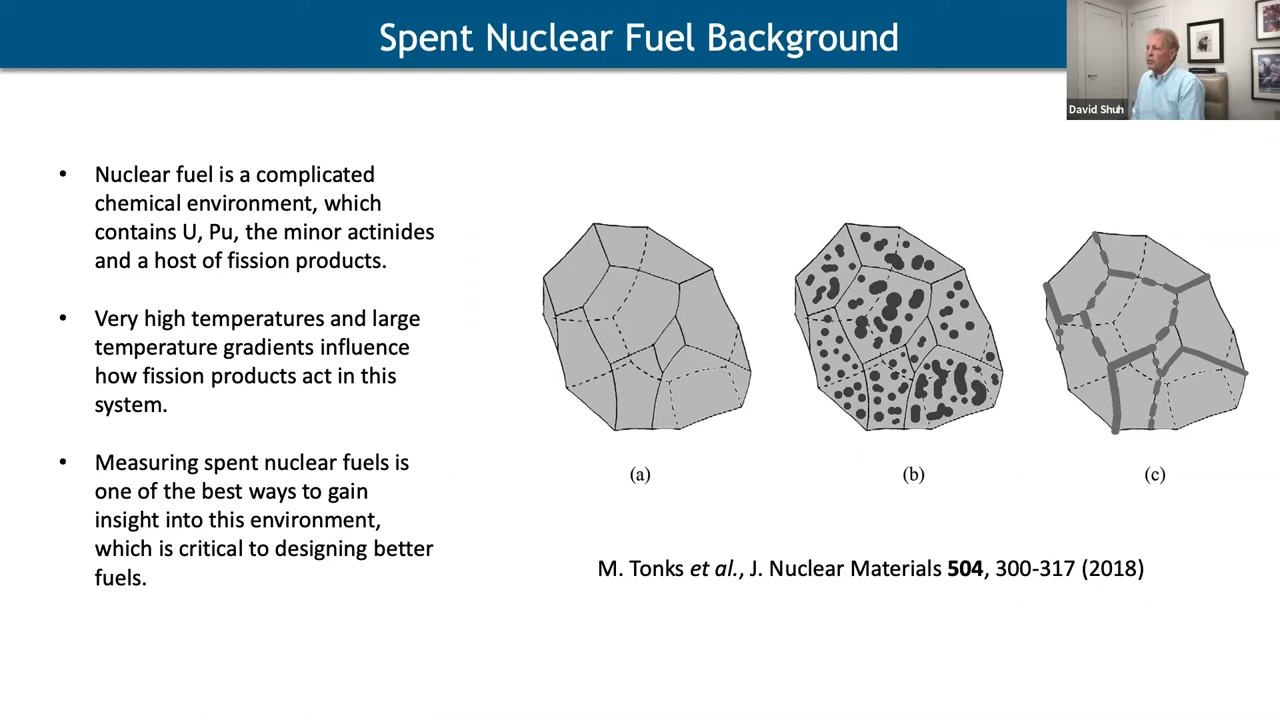 Spent Nuclear Fuel Background
David Shuh
• Nuclear fuel is a complicated
chemical environment, which
contains U, Pu, the minor actinides
and a host of fission products.
• Very high temperatures and large
temperature gradients influence
how fission products act in this
system.
• Measuring spent nuclear fuels is
one of the best ways to gain
insight into this environment,
which is critical to designing better
fuels.
(a)
(b)
(c)
M. Tonks et al., J. Nuclear Materials 504, 300-317 (2018)